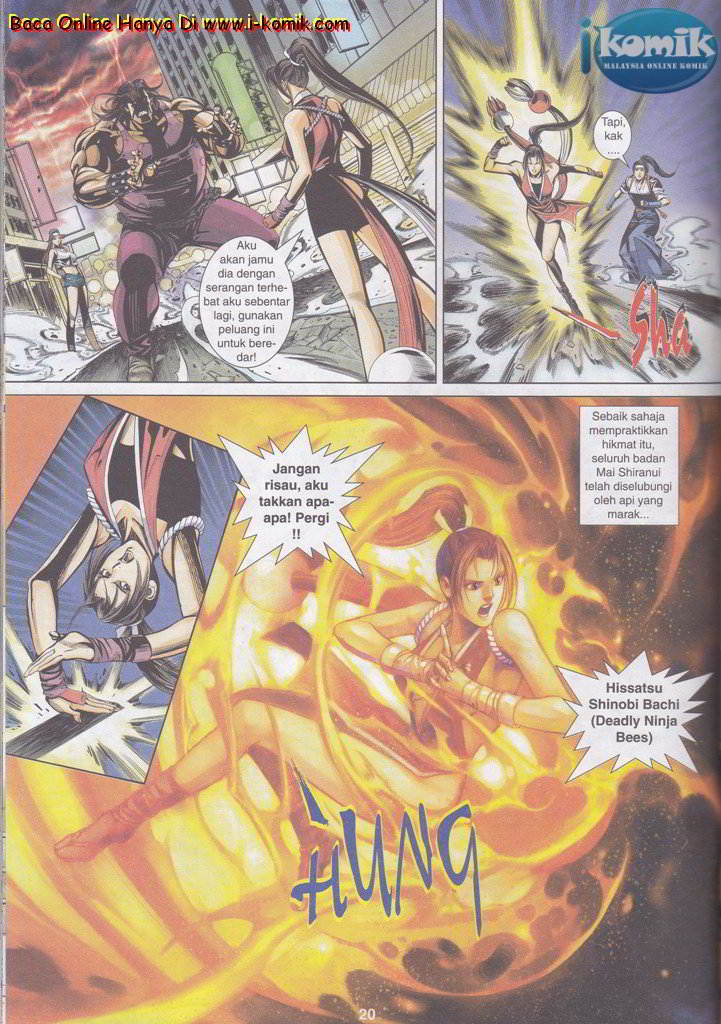 Baca Online Hanya Di www.i-komik.com
ikomik
MALAYSIA ONLINE KOMIK
Aku
akan jamu
dia dengan
serangan terhe-
bat aku sebentar
lagi, gunakan
peluang ini
untuk bere-
dar!
Tapi,
kak
....
Sha
Jangan
risau, aku
takkan apa-
apa! Pergi
!!
Sebaik sahaja
mempraktikkan
hikmat itu,
seluruh badan
Mai Shiranui
telah diselubungi
oleh api yang
marak...
Hissatsu
Shinobi Bachi
(Deadly Ninja
Bees)
HUNG
20